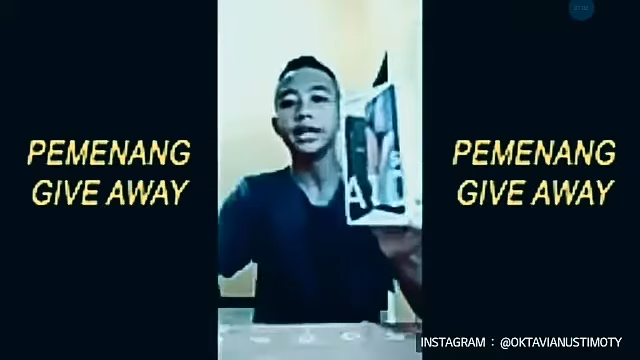 PEMENANG
GIVE AWAY
PEMENANG
GIVE AWAY
INSTAGRAM : @OKTAVIANUSTIMOTY